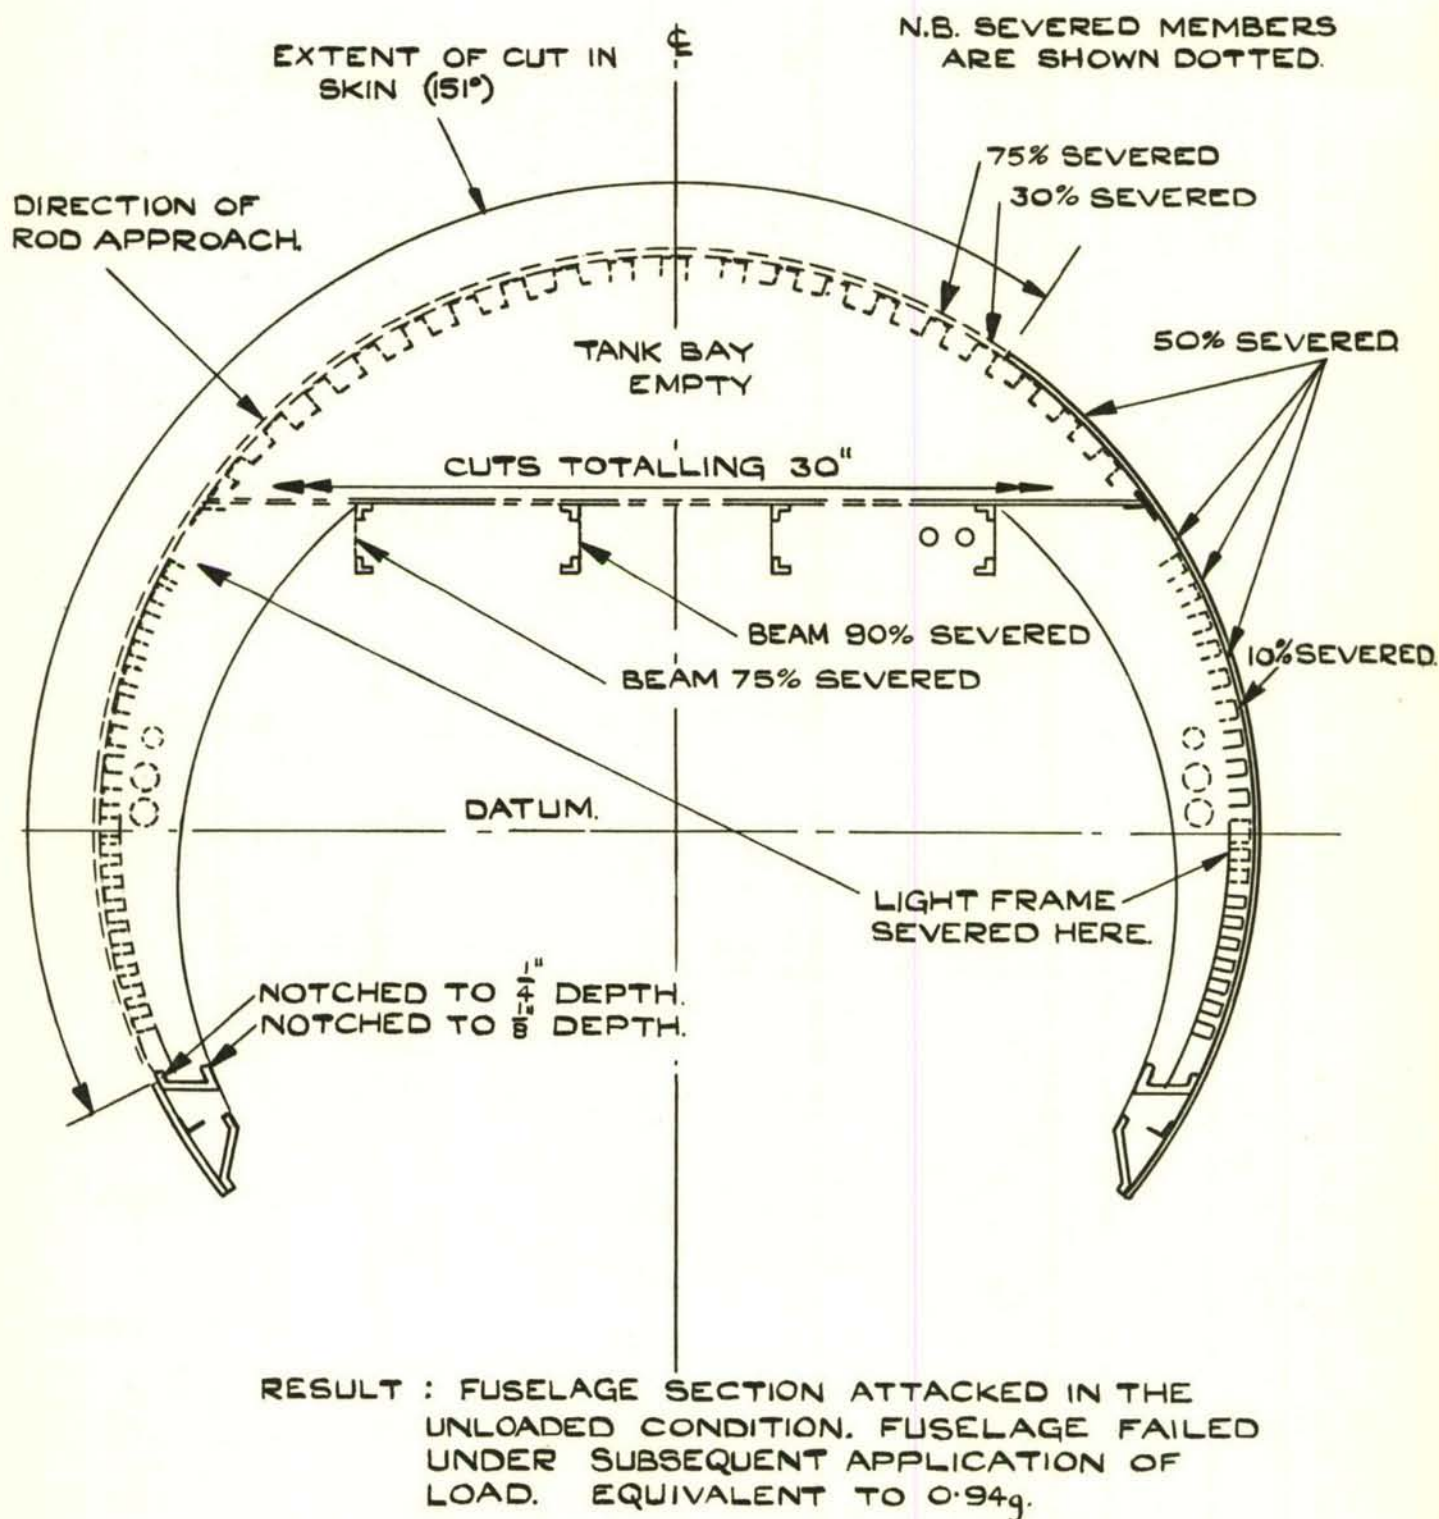 N.B. SEVERED MEMBERS
ARE SHOWN DOTTED.
℄
EXTENT OF CUT IN
SKIN (151°)
75% SEVERED
30% SEVERED
DIRECTION OF
ROD APPROACH.
50% SEVERED
TANK BAY
EMPTY
CUTS TOTALLING 30"
BEAM 90% SEVERED
10% SEVERED.
BEAM 75% SEVERED
DATUM.
LIGHT FRAME
SEVERED HERE.
NOTCHED TO 1/4" DEPTH.
NOTCHED TO 1/8" DEPTH.
RESULT : FUSELAGE SECTION ATTACKED IN THE
UNLOADED CONDITION. FUSELAGE FAILED
UNDER SUBSEQUENT APPLICATION OF
LOAD. EQUIVALENT TO 0·94g.